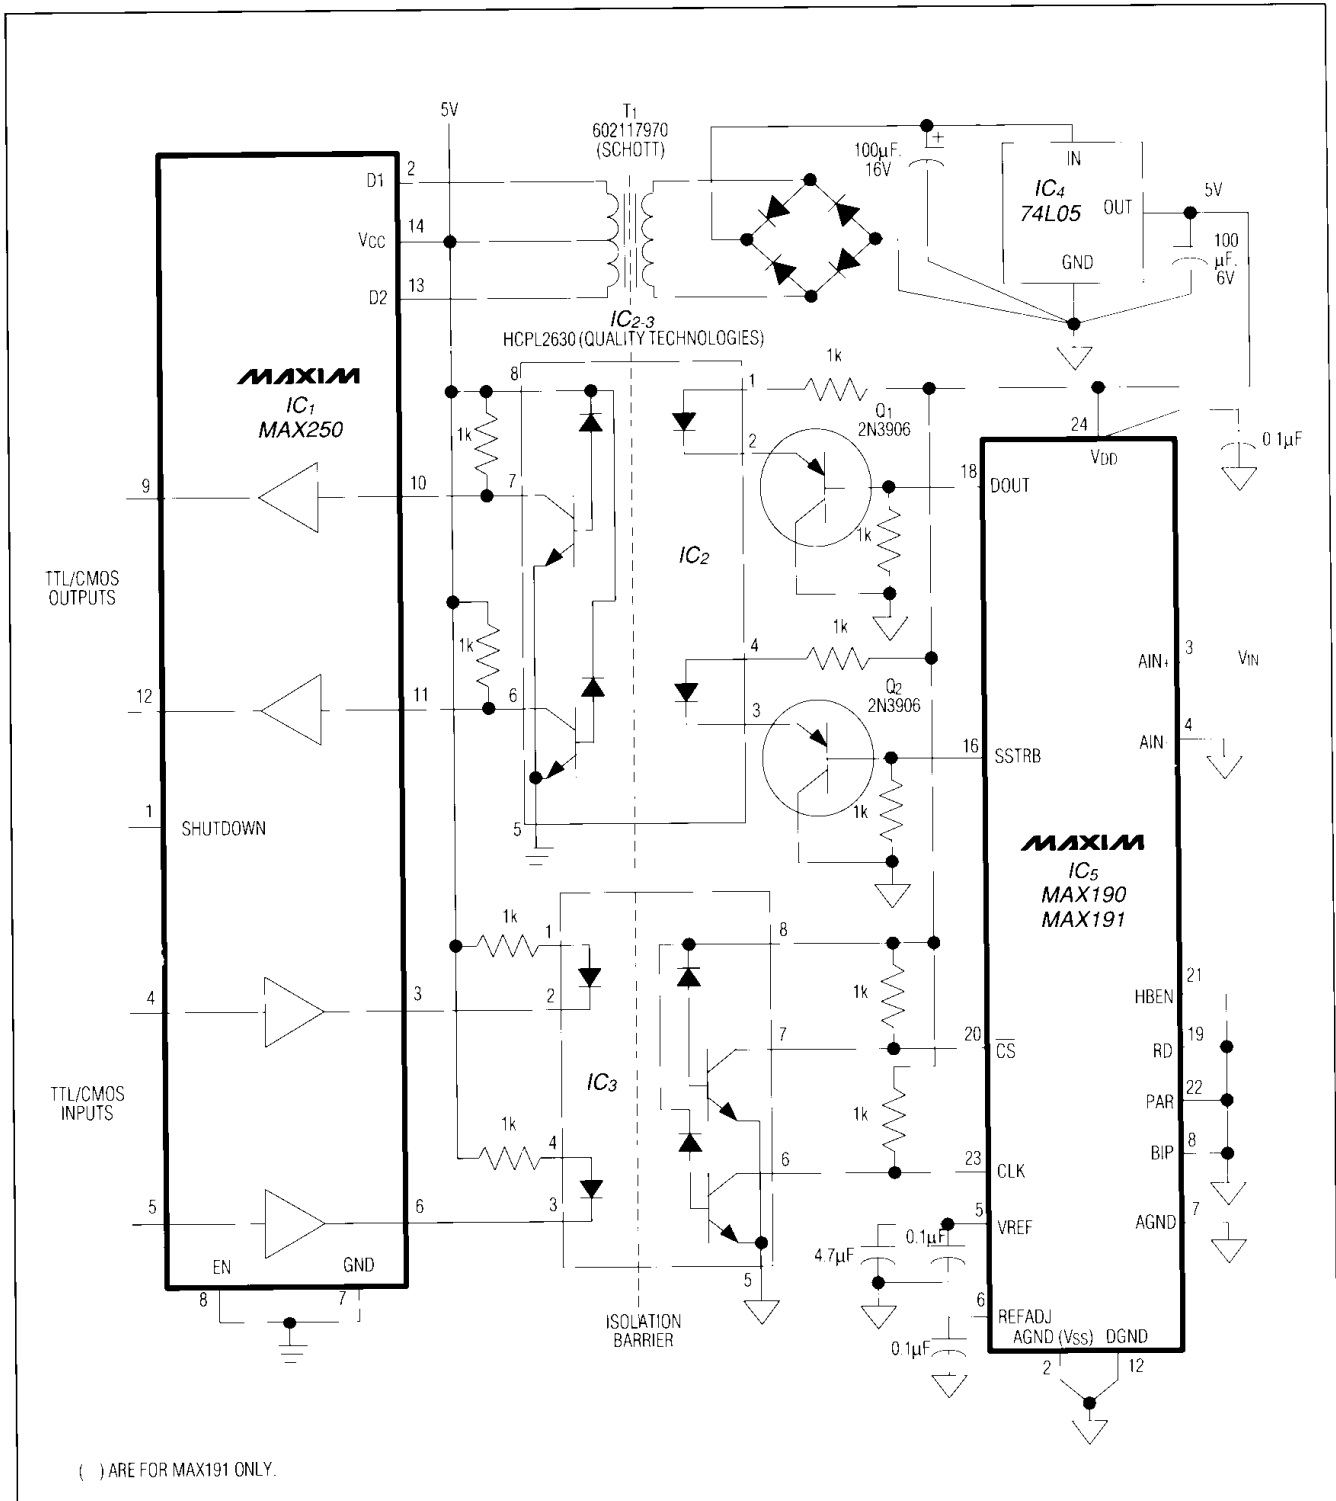 5V
T1
602117970
(SCHOTT)
D1
2
VCC
14
D2
13
100µF.
16V
+
IN
IC4
74L05
OUT
GND
5V
100
µF.
6V
IC2-3
HCPL2630 (QUALITY TECHNOLOGIES)
MAXIM
IC1
MAX250
8
1k
7
10
9
1
1k
Q1
2N3906
2
IC2
24
VDD
0.1µF
18
DOUT
1k
TTL/CMOS
OUTPUTS
1k
6
11
12
4
1k
Q2
2N3906
3
16
SSTRB
1k
AIN+
3
VIN
AIN-
4
1
SHUTDOWN
5
MAXIM
IC5
MAX190
MAX191
1k
1
2
3
4
8
1k
7
20
CS
IC3
1k
21
HBEN
19
RD
22
PAR
8
BIP
7
AGND
TTL/CMOS
INPUTS
1k
4
3
6
5
6
23
CLK
5
VREF
4.7µF
0.1µF
5
6
REFADJ
0.1µF
AGND (VSS)
DGND
2
12
EN
GND
8
7
ISOLATION
BARRIER
( ) ARE FOR MAX191 ONLY.